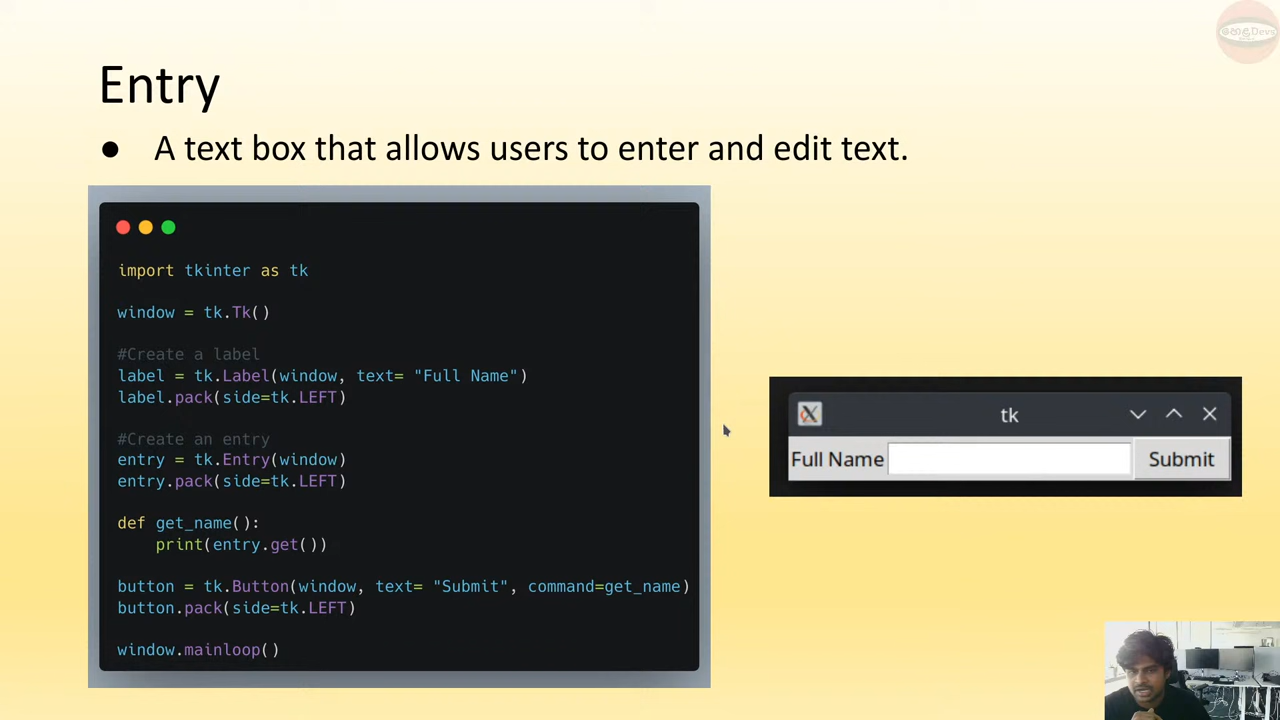 Entry
● A text box that allows users to enter and edit text.
import tkinter as tk
window = tk.Tk()
#Create a label
label = tk.Label(window, text= "Full Name")
label.pack(side=tk.LEFT)
#Create an entry
entry = tk.Entry(window)
entry.pack(side=tk.LEFT)
def get_name():
    print(entry.get())
button = tk.Button(window, text= "Submit", command=get_name)
button.pack(side=tk.LEFT)
window.mainloop()
tk
Full Name
Submit